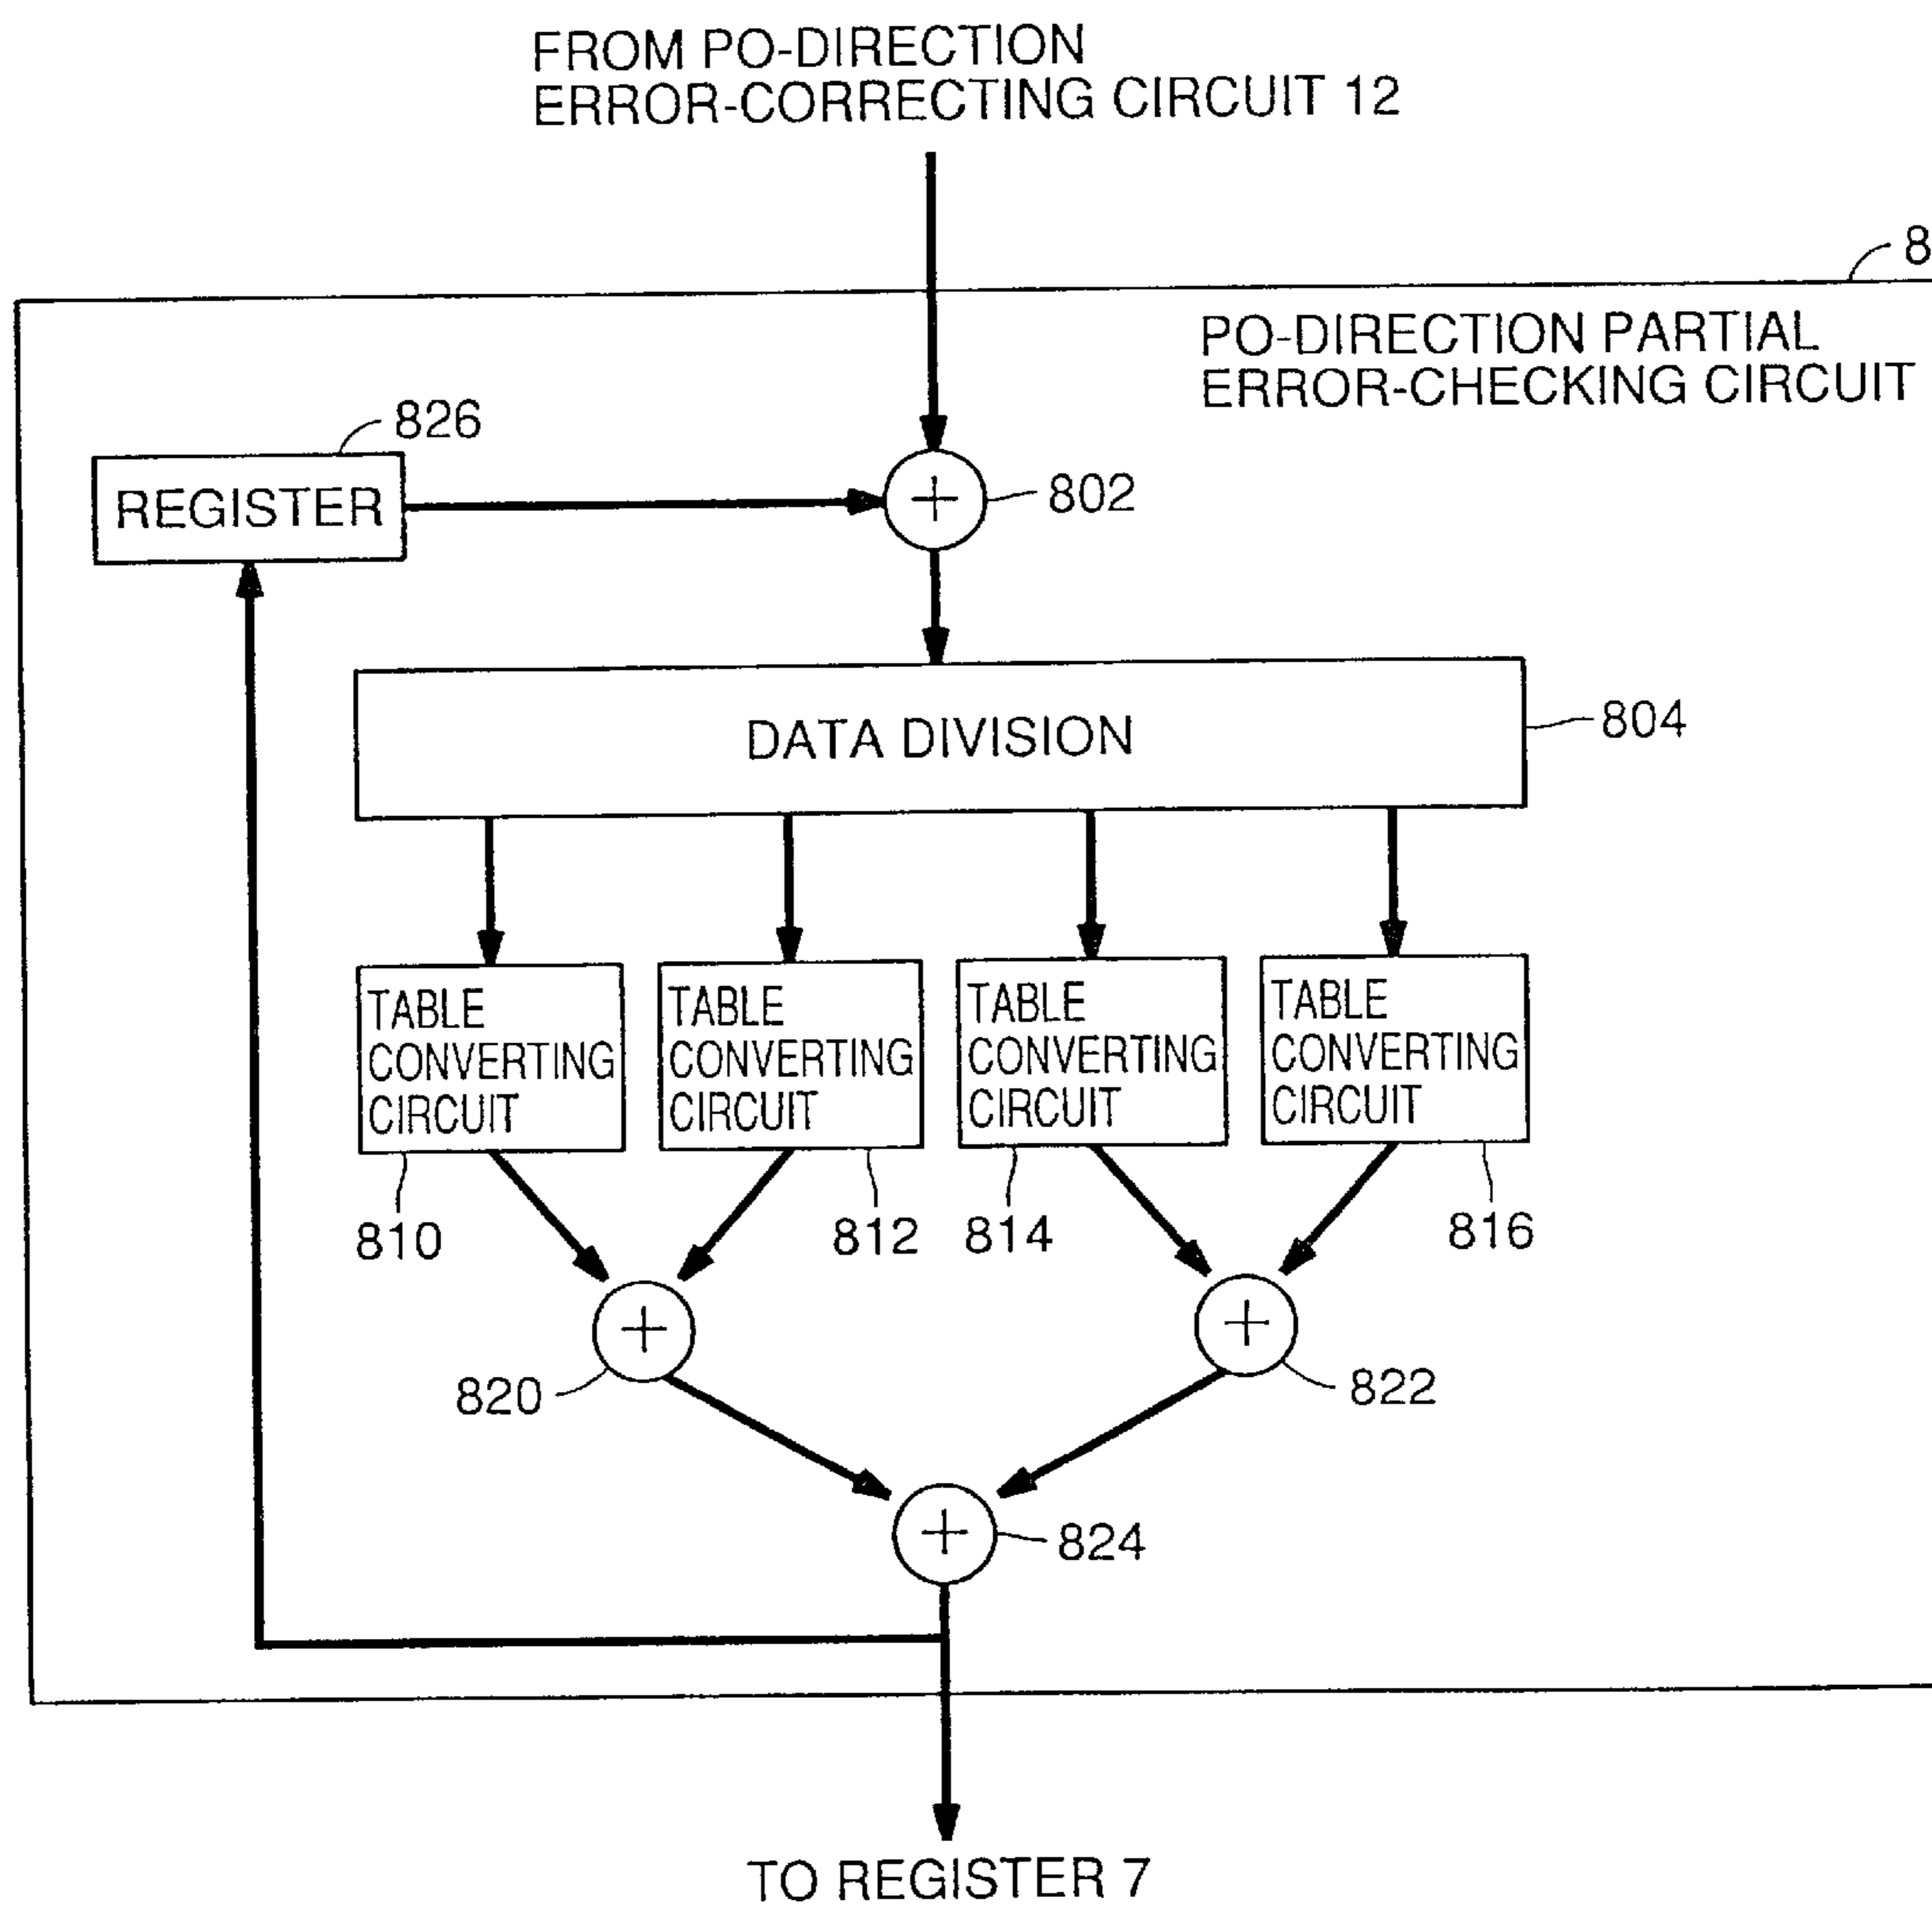 FROM PO-DIRECTION
ERROR-CORRECTING CIRCUIT 12
8
PO-DIRECTION PARTIAL
ERROR-CHECKING CIRCUIT
826
REGISTER
802
DATA DIVISION
804
TABLE
CONVERTING
CIRCUIT
TABLE
CONVERTING
CIRCUIT
TABLE
CONVERTING
CIRCUIT
TABLE
CONVERTING
CIRCUIT
810
812
814
816
820
822
824
TO REGISTER 7